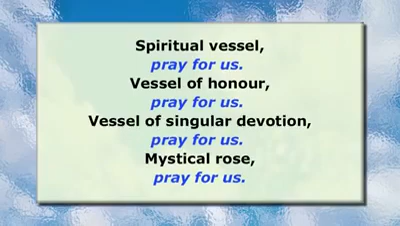 Spiritual vessel,
pray for us.
Vessel of honour,
pray for us.
Vessel of singular devotion,
pray for us.
Mystical rose,
pray for us.